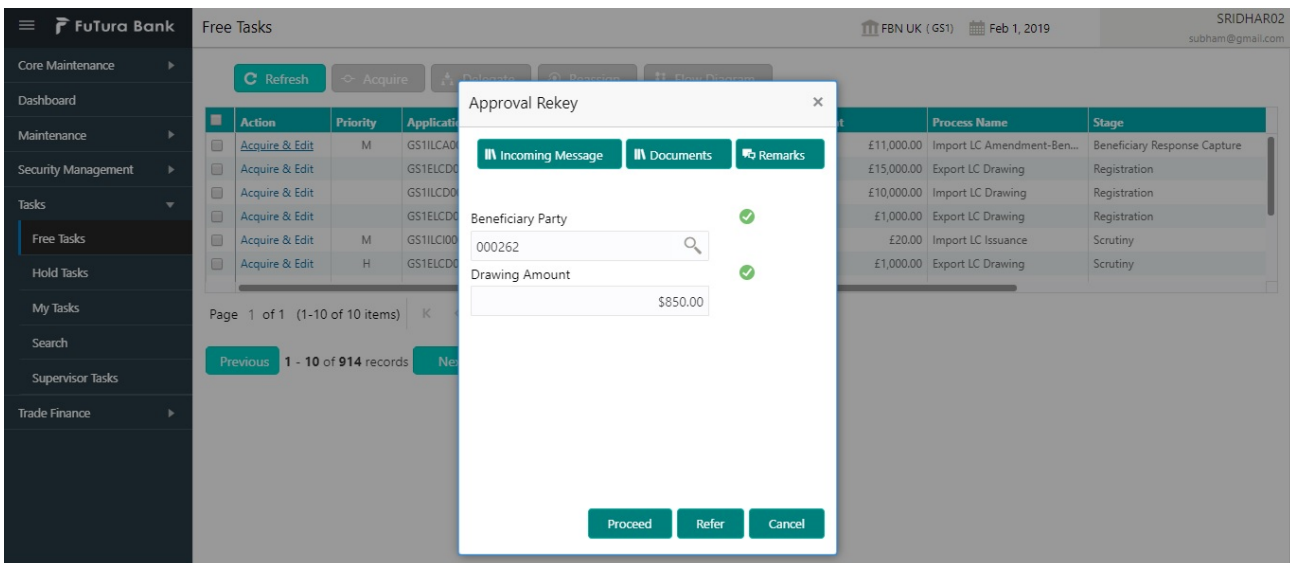 FuTura Bank
Free Tasks
FBN UK (GS1)
Feb 1, 2019
SRIDHAR02
subham@gmail.com
Core Maintenance
Dashboard
Maintenance
Security Management
Tasks
Free Tasks
Hold Tasks
My Tasks
Search
Supervisor Tasks
Trade Finance
Refresh Acquire Delegate Reassign Flow Diagram
Action Priority Process Name Stage
Acquire & Edit M £11,000.00 Import LC Amendment-Ben... Beneficiary Response Capture
Acquire & Edit £15,000.00 Export LC Drawing Registration
Acquire & Edit £10,000.00 Import LC Drawing Registration
Acquire & Edit £1,000.00 Export LC Drawing Registration
Acquire & Edit M £20.00 Import LC Issuance Scrutiny
Acquire & Edit H £1,000.00 Export LC Drawing Scrutiny
Page 1 of 1 (1-10 of 10 items)
Previous 1 - 10 of 914 records
Approval Rekey
Incoming Message Documents Remarks
Beneficiary Party
000262
Drawing Amount
$850.00
Proceed Refer Cancel